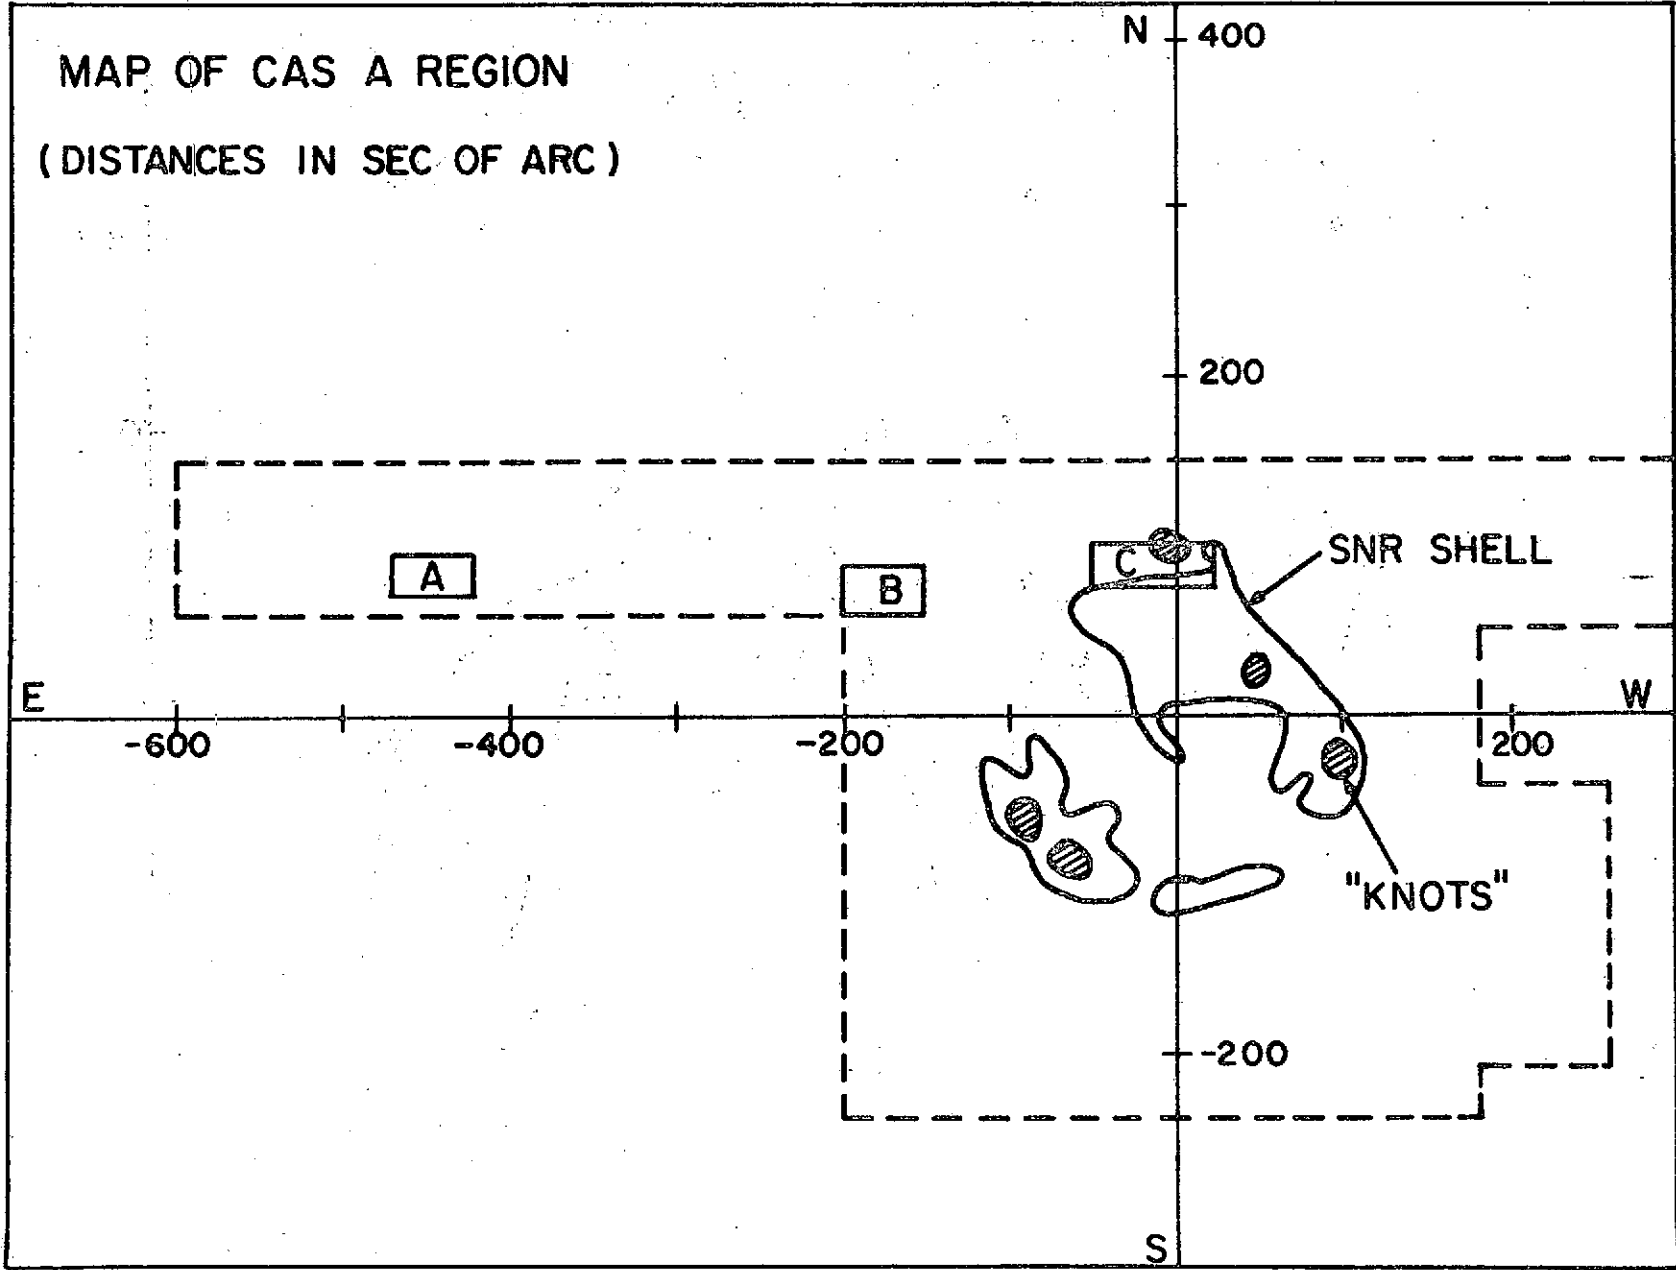 N
400
MAP OF CAS A REGION
(DISTANCES IN SEC OF ARC)
200
A
B
C
SNR SHELL
E
W
-600
-400
-200
200
"KNOTS"
-200
S